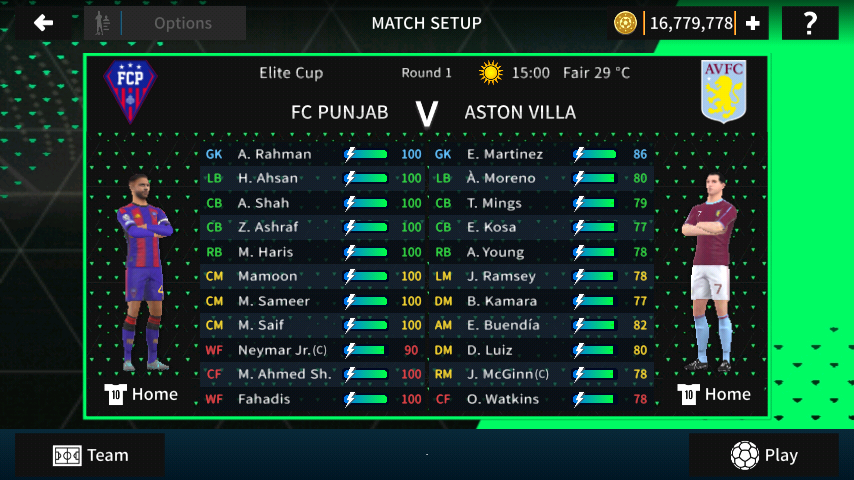 Options MATCH SETUP 16,779,778 + ?
FCP Elite Cup Round 1 15:00 Fair 29 °C AVFC
FC PUNJAB V ASTON VILLA
GK A. Rahman 100 GK E. Martinez 86
LB H. Ahsan 100 LB À. Moreno 80
CB A. Shah 100 CB T. Mings 79
CB Z. Ashraf 100 CB E. Kosa 77
RB M. Haris 100 RB A. Young 78
CM Mamoon 100 LM J. Ramsey 78
CM M. Sameer 100 DM B. Kamara 77
CM M. Saif 100 AM E. Buendía 82
WF Neymar Jr.(C) 90 DM D. Luiz 80
CF M. Ahmed Sh. 100 RM J. McGinn(C) 78
WF Fahadis 100 CF O. Watkins 78
10 Home 10 Home
4 7 7
Team Play